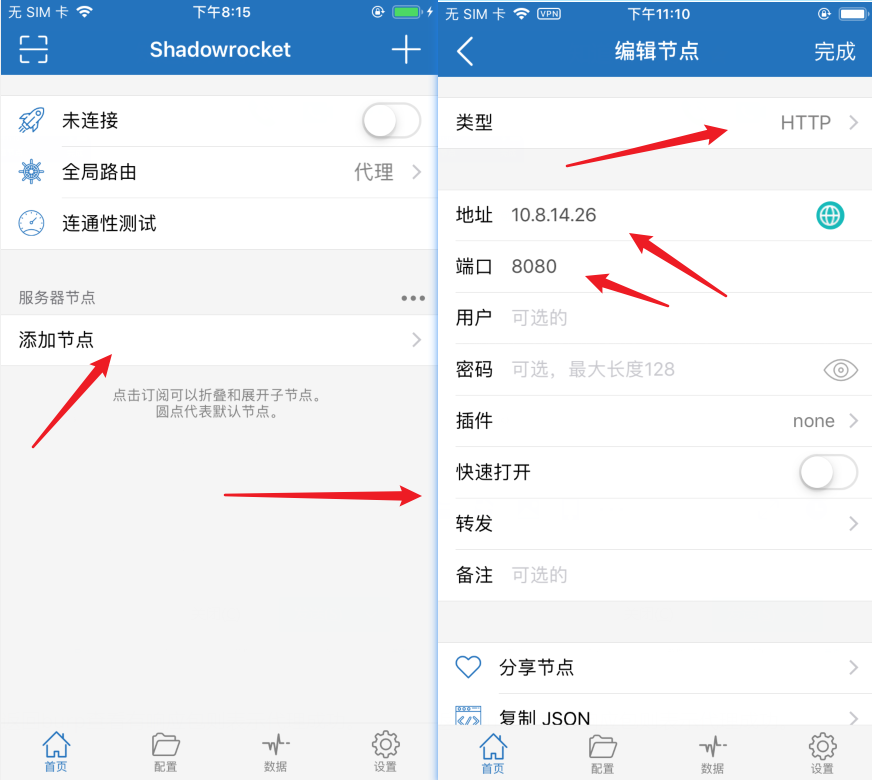 无 SIM 卡 下午8:15
Shadowrocket
未连接
全局路由 代理
连通性测试
服务器节点
添加节点
点击订阅可以折叠和展开子节点。
圆点代表默认节点。
首页 配置 数据 设置
无 SIM 卡 VPN 下午11:10
编辑节点 完成
类型 HTTP
地址 10.8.14.26
端口 8080
用户 可选的
密码 可选，最大长度128
插件 none
快速打开
转发
备注 可选的
分享节点
复制 JSON
首页 配置 数据 设置